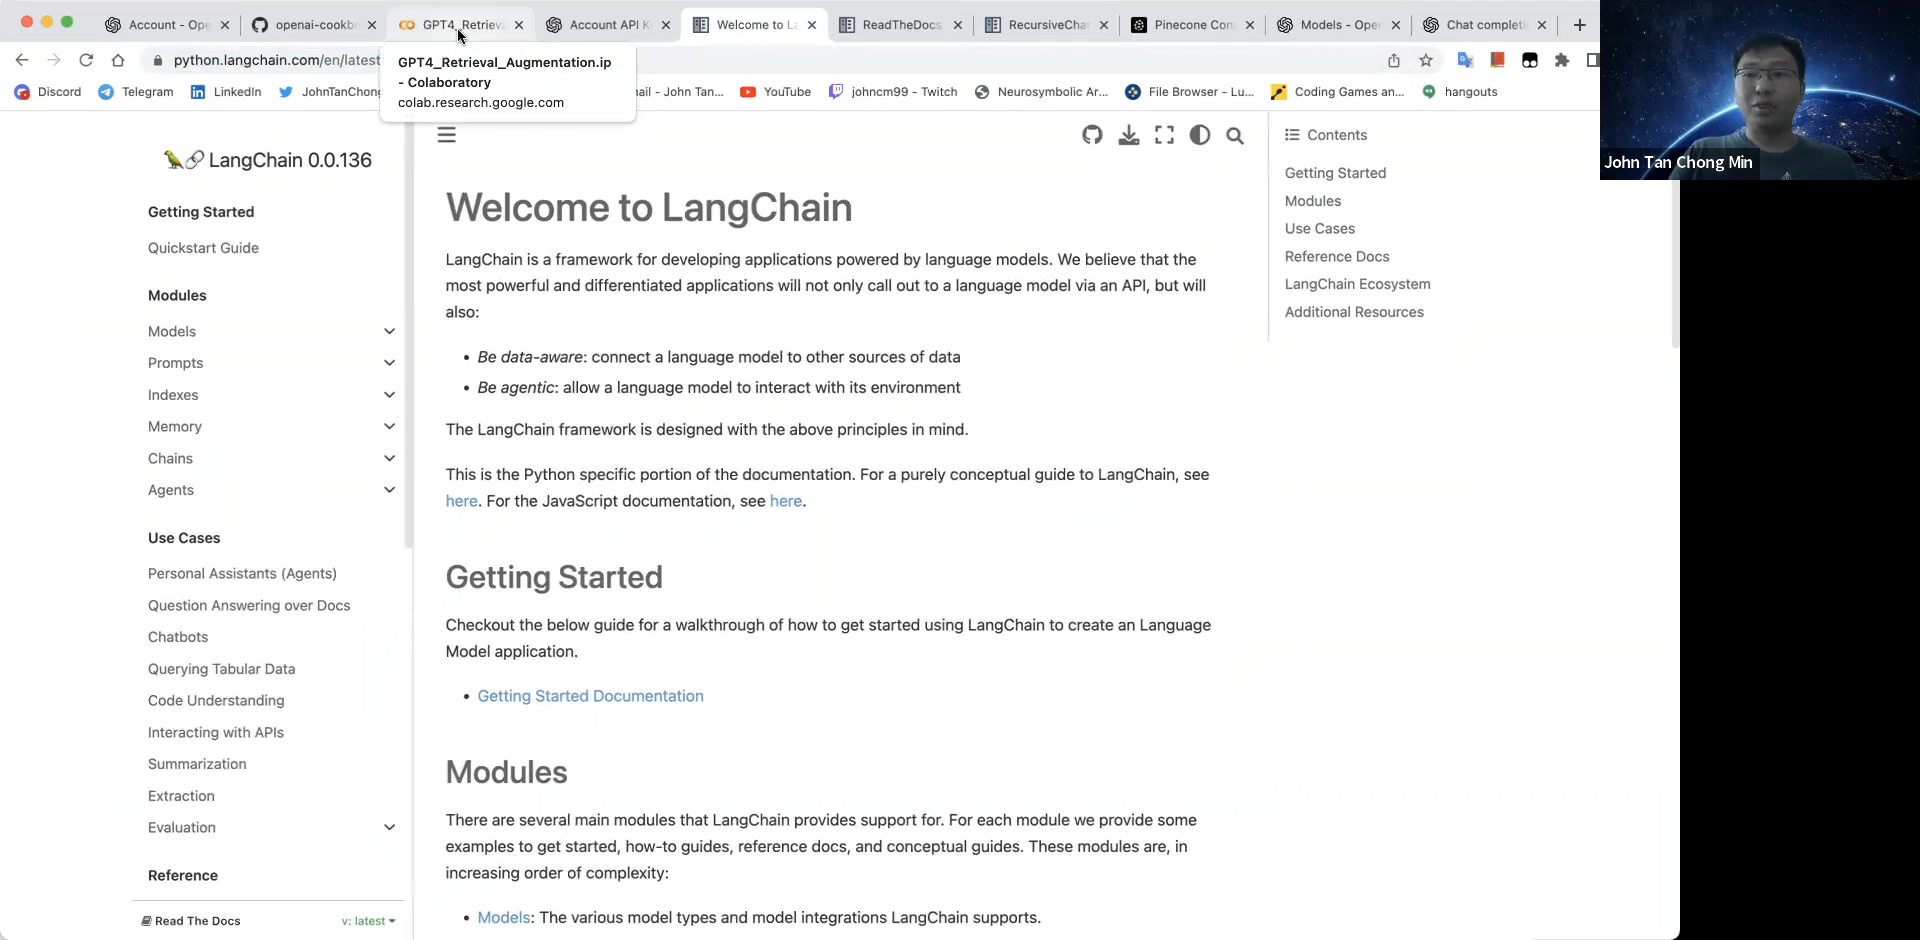 Account - Ope
openai-cookb
GPT4_Retrieva
Account API K
Welcome to La
ReadTheDocs
RecursiveChar
Pinecone Con
Models - Open
Chat completi
python.langchain.com/en/latest
GPT4_Retrieval_Augmentation.ip
- Colaboratory
colab.research.google.com
Discord
Telegram
LinkedIn
JohnTanChong
ail - John Tan...
YouTube
johncm99 - Twitch
Neurosymbolic Ar...
File Browser - Lu...
Coding Games an...
hangouts
John Tan Chong Min
LangChain 0.0.136
Getting Started
Quickstart Guide
Modules
Models
Prompts
Indexes
Memory
Chains
Agents
Use Cases
Personal Assistants (Agents)
Question Answering over Docs
Chatbots
Querying Tabular Data
Code Understanding
Interacting with APIs
Summarization
Extraction
Evaluation
Reference
Read The Docs
v: latest
Welcome to LangChain
LangChain is a framework for developing applications powered by language models. We believe that the
most powerful and differentiated applications will not only call out to a language model via an API, but will
also:
• Be data-aware: connect a language model to other sources of data
• Be agentic: allow a language model to interact with its environment
The LangChain framework is designed with the above principles in mind.
This is the Python specific portion of the documentation. For a purely conceptual guide to LangChain, see
here. For the JavaScript documentation, see here.
Getting Started
Checkout the below guide for a walkthrough of how to get started using LangChain to create an Language
Model application.
• Getting Started Documentation
Modules
There are several main modules that LangChain provides support for. For each module we provide some
examples to get started, how-to guides, reference docs, and conceptual guides. These modules are, in
increasing order of complexity:
• Models: The various model types and model integrations LangChain supports.
Contents
Getting Started
Modules
Use Cases
Reference Docs
LangChain Ecosystem
Additional Resources